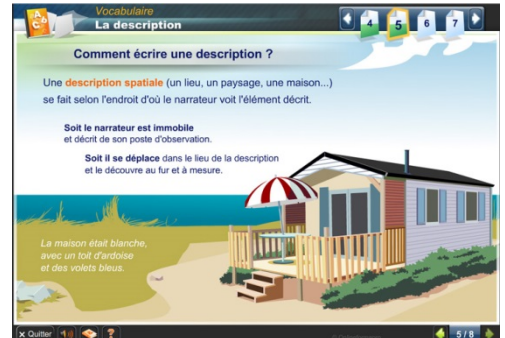 Vocabulaire
La description
4 5 6 7
Comment écrire une description ?
Une description spatiale (un lieu, un paysage, une maison...)
se fait selon l'endroit d'où le narrateur voit l'élément décrit.
Soit le narrateur est immobile
et décrit de son poste d'observation.
Soit il se déplace dans le lieu de la description
et le découvre au fur et à mesure.
La maison était blanche,
avec un toit d'ardoise
et des volets bleus.
x Quitter ? 5 / 8